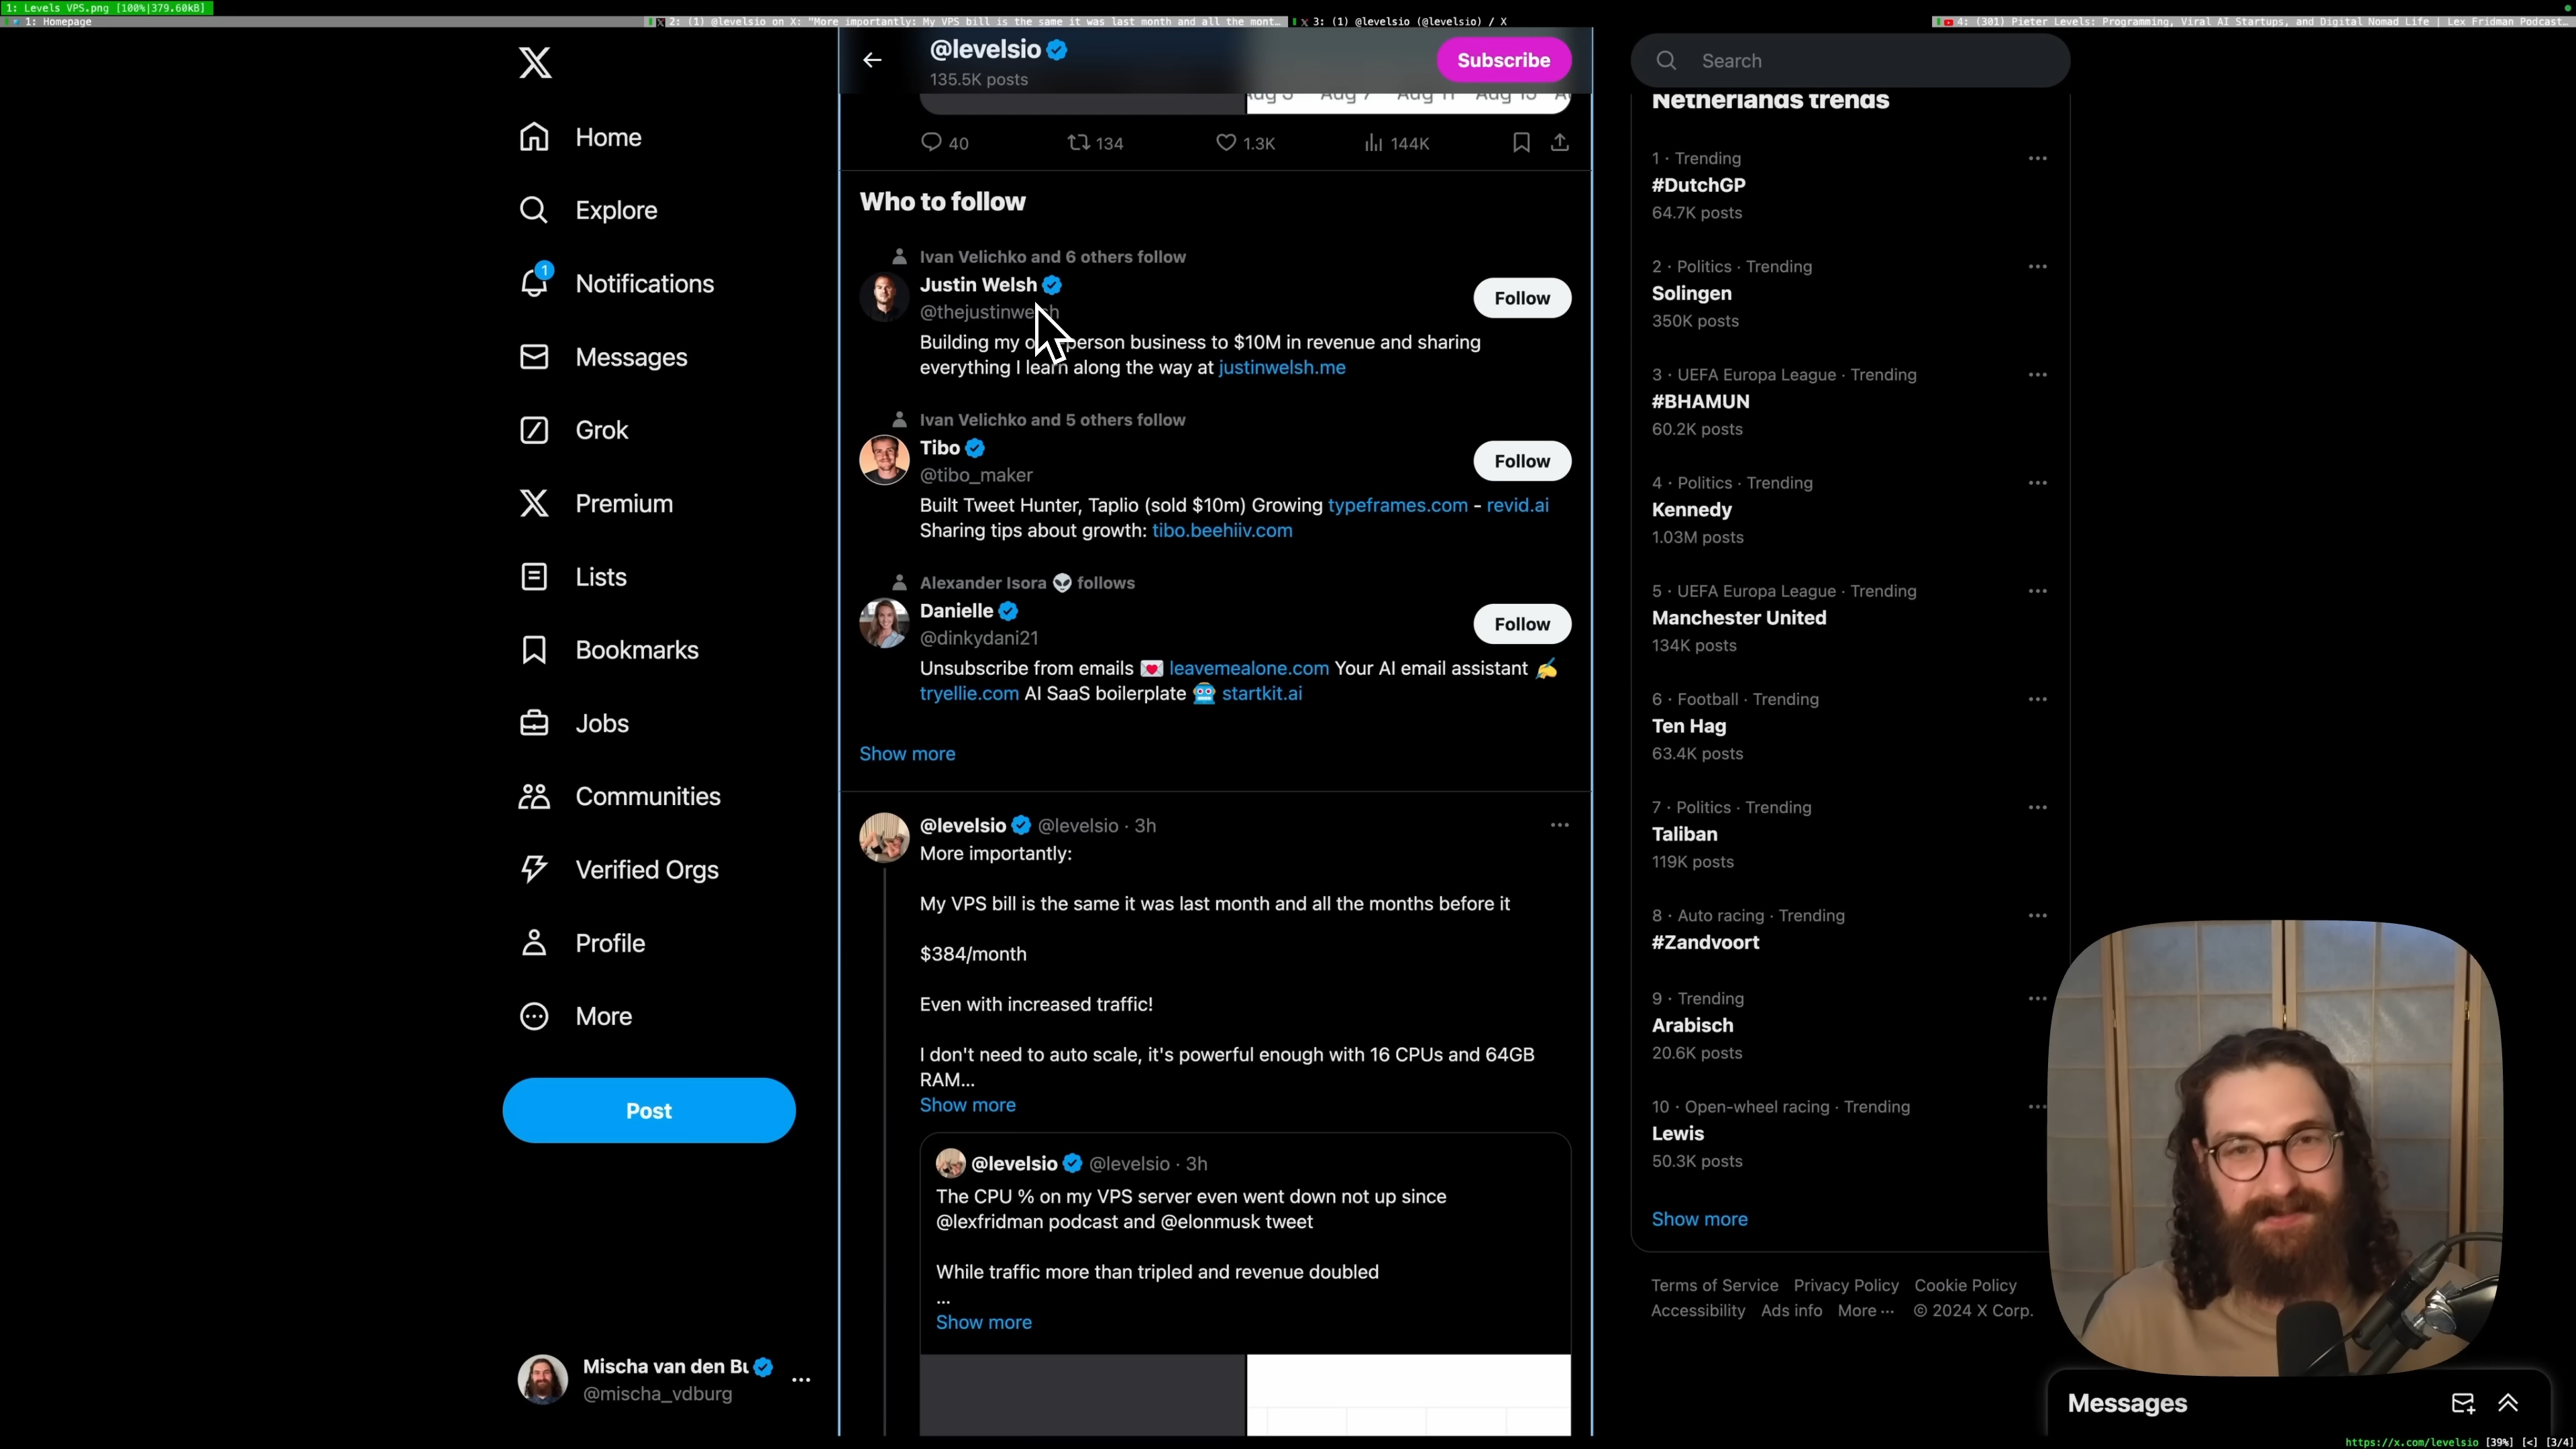 1: Levels VPS.png [100%|379.60kB]
1: Homepage
2: (1) @levelsio on X: "More importantly: My VPS bill is the same it was last month and all the mont…
3: (1) @levelsio (@levelsio) / X
4: (301) Pieter Levels: Programming, Viral AI Startups, and Digital Nomad Life | Lex Fridman Podcast…
Home
Explore
1
Notifications
Messages
Grok
Premium
Lists
Bookmarks
Jobs
Communities
Verified Orgs
Profile
More
Post
Mischa van den Bu
@mischa_vdburg
@levelsio
135.5K posts
Subscribe
40
134
1.3K
144K
Who to follow
Ivan Velichko and 6 others follow
Justin Welsh
Follow
Building my person business to $10M in revenue and sharing
everything I learn along the way at justinwelsh.me
Ivan Velichko and 5 others follow
Tibo
@tibo_maker
Follow
Built Tweet Hunter, Taplio (sold $10m) Growing typeframes.com - revid.ai
Sharing tips about growth: tibo.beehiiv.com
Alexander Isora 👽 follows
Danielle
@dinkydani21
Follow
Unsubscribe from emails 💌 leavemealone.com Your AI email assistant ✍️
tryellie.com AI SaaS boilerplate 🤖 startkit.ai
Show more
@levelsio @levelsio · 3h
More importantly:
My VPS bill is the same it was last month and all the months before it
$384/month
Even with increased traffic!
I don't need to auto scale, it's powerful enough with 16 CPUs and 64GB
RAM...
Show more
@levelsio @levelsio · 3h
The CPU % on my VPS server even went down not up since
@lexfridman podcast and @elonmusk tweet
While traffic more than tripled and revenue doubled
...
Show more
Search
Netherlands trends
1 · Trending
#DutchGP
64.7K posts
2 · Politics · Trending
Solingen
350K posts
3 · UEFA Europa League · Trending
#BHAMUN
60.2K posts
4 · Politics · Trending
Kennedy
1.03M posts
5 · UEFA Europa League · Trending
Manchester United
134K posts
6 · Football · Trending
Ten Hag
63.4K posts
7 · Politics · Trending
Taliban
119K posts
8 · Auto racing · Trending
#Zandvoort
9 · Trending
Arabisch
20.6K posts
10 · Open-wheel racing · Trending
Lewis
50.3K posts
Show more
Terms of Service Privacy Policy Cookie Policy
Accessibility Ads info More ··· © 2024 X Corp.
Messages
https://x.com/levelsio [39%] [<] [3/4]